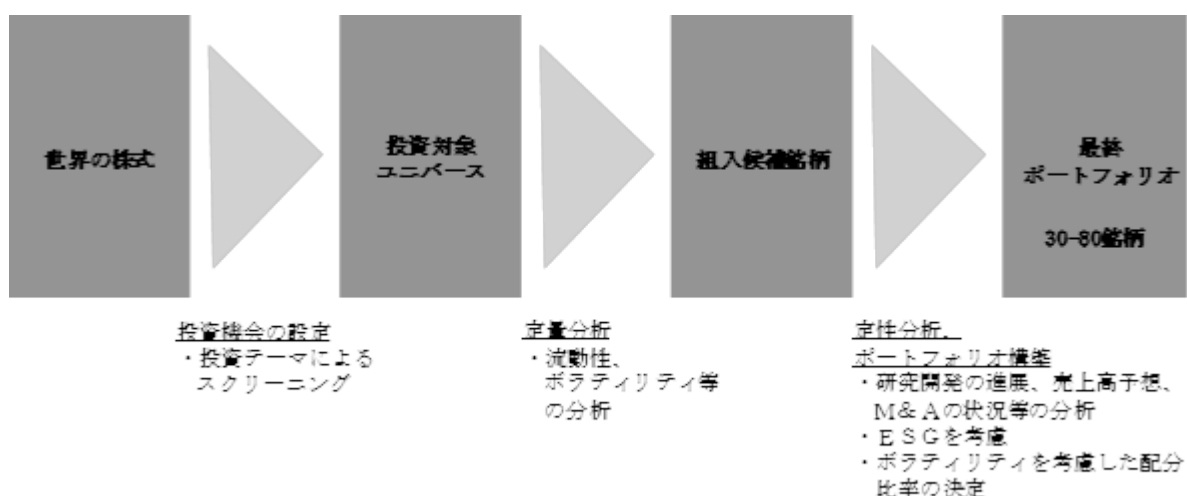 世界の株式
投資対象
ユニバース
組入候補銘柄
最終
ポートフォリオ
30-80銘柄
投資機会の設定
・投資テーマによる
スクリーニング
定量分析
・流動性、
ボラティリティ等
の分析
定性分析、
ポートフォリオ構築
・研究開発の進展、売上高予想、
M&Aの状況等の分析
・ESGを考慮
・ボラティリティを考慮した配分
比率の決定